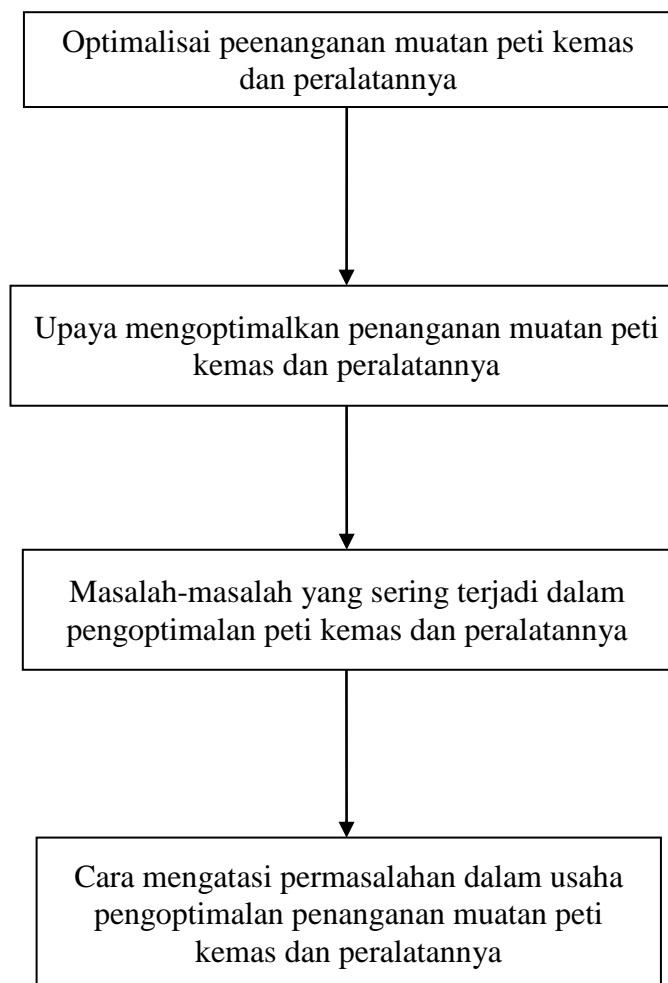 Optimalisai peenanganan muatan peti kemas
dan peralatannya
Upaya mengoptimalkan penanganan muatan peti
kemas dan peralatannya
Masalah-masalah yang sering terjadi dalam
pengoptimalan peti kemas dan peralatannya
Cara mengatasi permasalahan dalam usaha
pengoptimalan penanganan muatan peti
kemas dan peralatannya